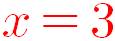 x = 3